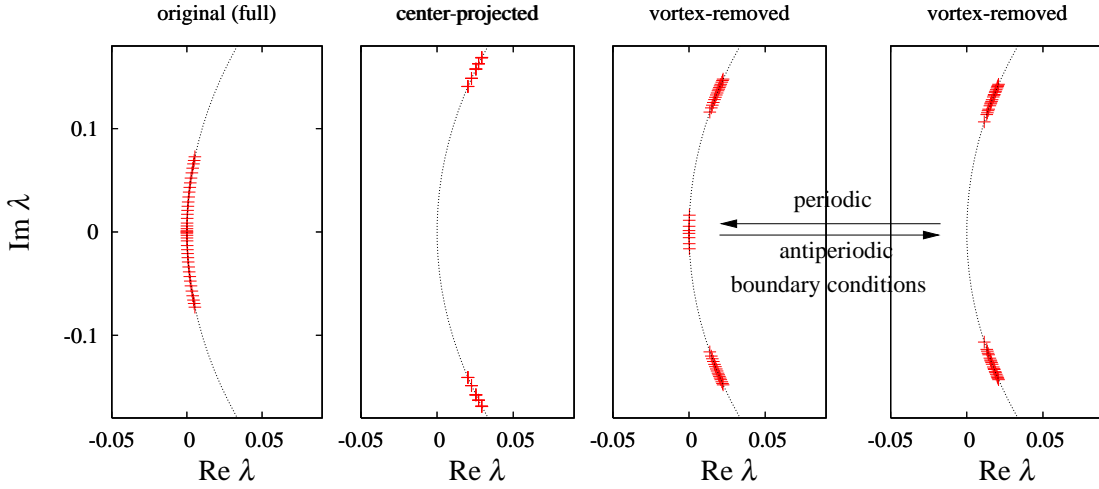 original (full) center-projected vortex-removed vortex-removed
0.1
0
-0.1
Im λ
periodic
antiperiodic
boundary conditions
-0.05 0 0.05 -0.05 0 0.05 -0.05 0 0.05 -0.05 0 0.05
Re λ Re λ Re λ Re λ